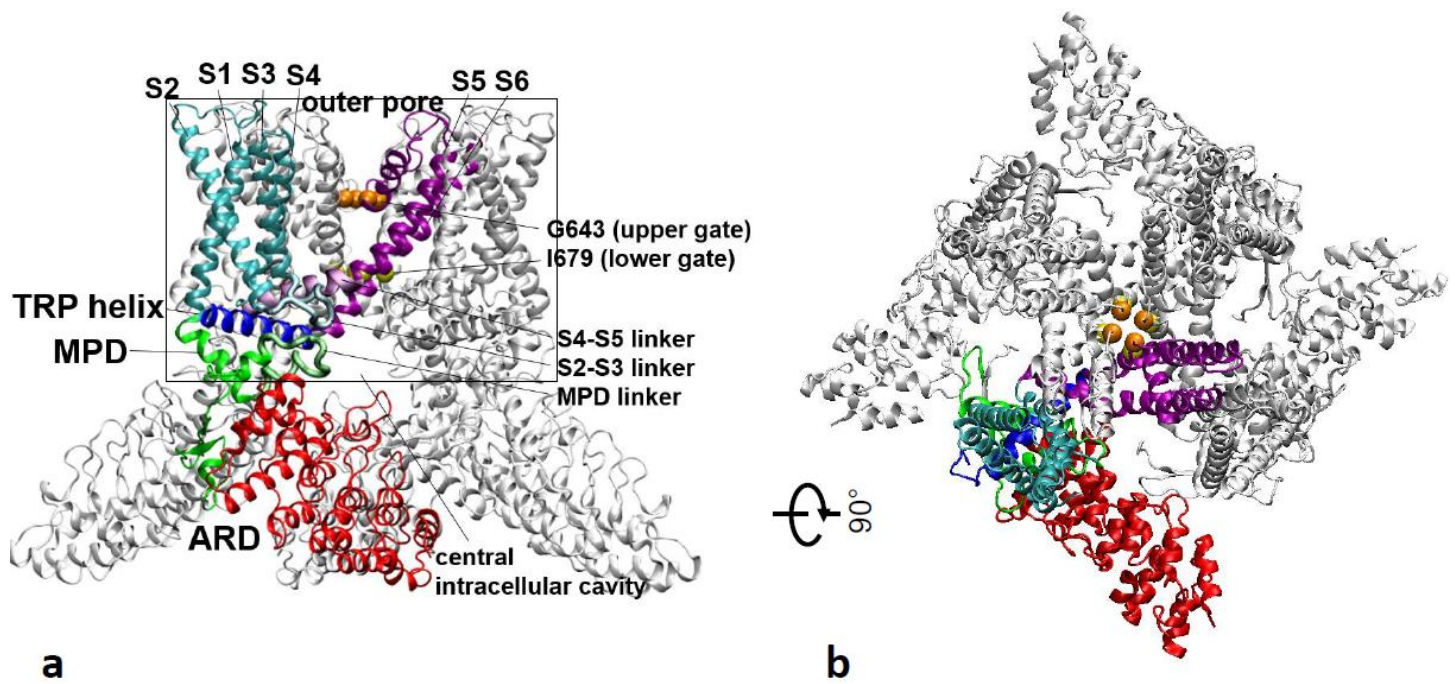 S2
S1
S3
S4
outer pore
S5
S6
G643 (upper gate)
I679 (lower gate)
TRP helix
MPD
S4-S5 linker
S2-S3 linker
MPD linker
ARD
central
intracellular cavity
90°
a
b